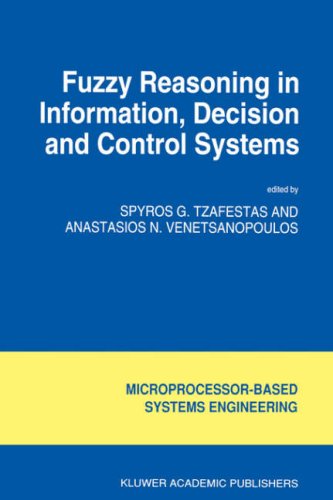 Fuzzy Reasoning in
Information, Decision
and Control Systems
edited by
SPYROS G. TZAFESTAS AND
ANASTASIOS N. VENETSANOPOULOS
MICROPROCESSOR-BASED
SYSTEMS ENGINEERING
KLUWER ACADEMIC PUBLISHERS